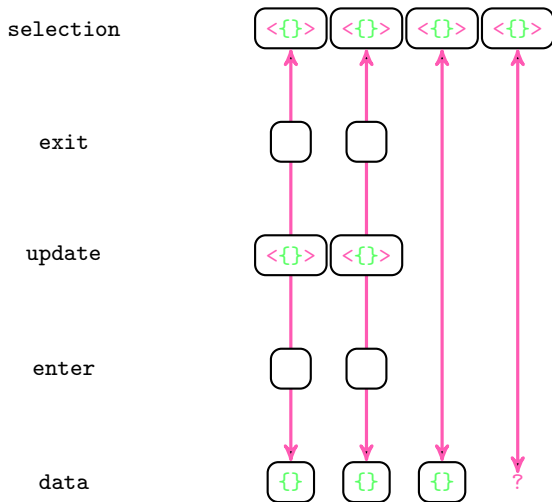 selection <{}> <{}> <{}> <{}>
exit
update <{}> <{}>
enter
data {} {} {} ?